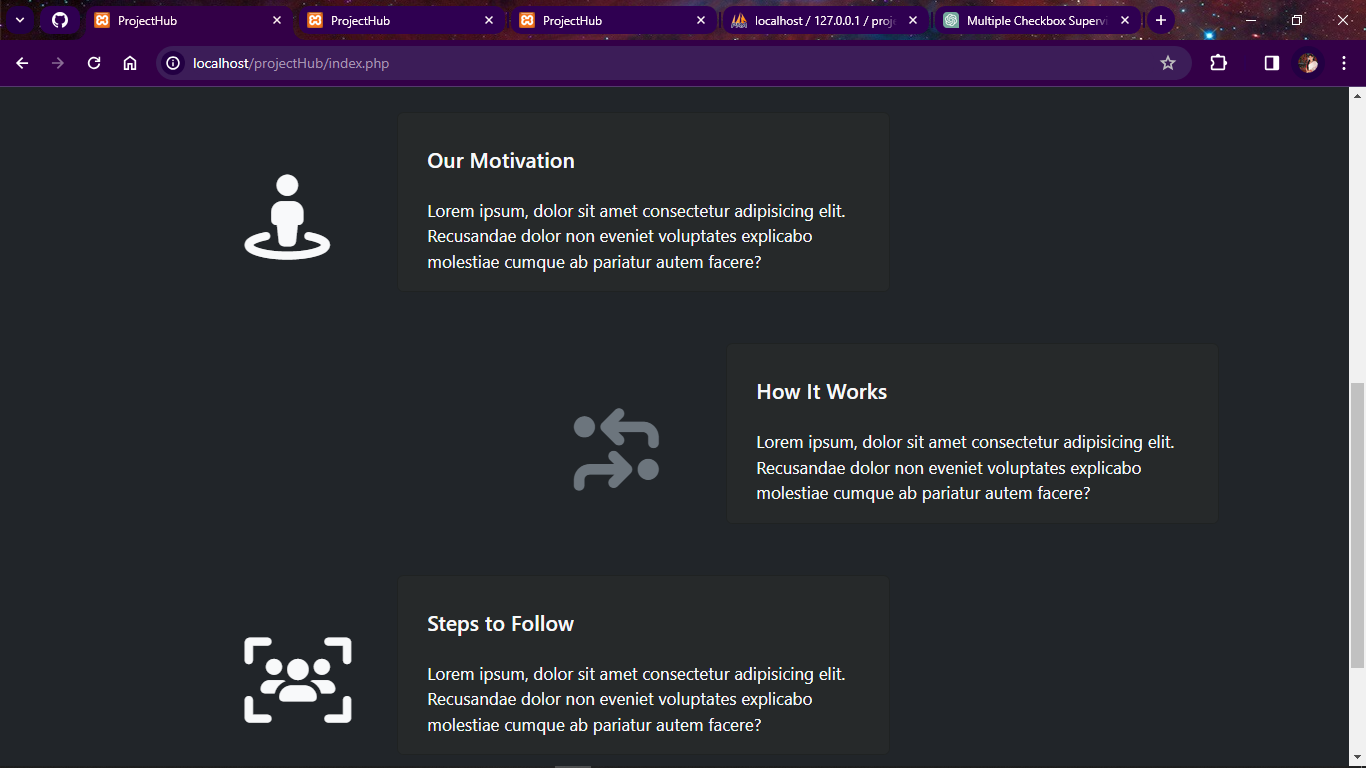 ProjectHub
ProjectHub
ProjectHub
localhost / 127.0.0.1 / proj
Multiple Checkbox Supervi
localhost/projectHub/index.php
Our Motivation
Lorem ipsum, dolor sit amet consectetur adipisicing elit.
Recusandae dolor non eveniet voluptates explicabo
molestiae cumque ab pariatur autem facere?
How It Works
Lorem ipsum, dolor sit amet consectetur adipisicing elit.
Recusandae dolor non eveniet voluptates explicabo
molestiae cumque ab pariatur autem facere?
Steps to Follow
Lorem ipsum, dolor sit amet consectetur adipisicing elit.
Recusandae dolor non eveniet voluptates explicabo
molestiae cumque ab pariatur autem facere?